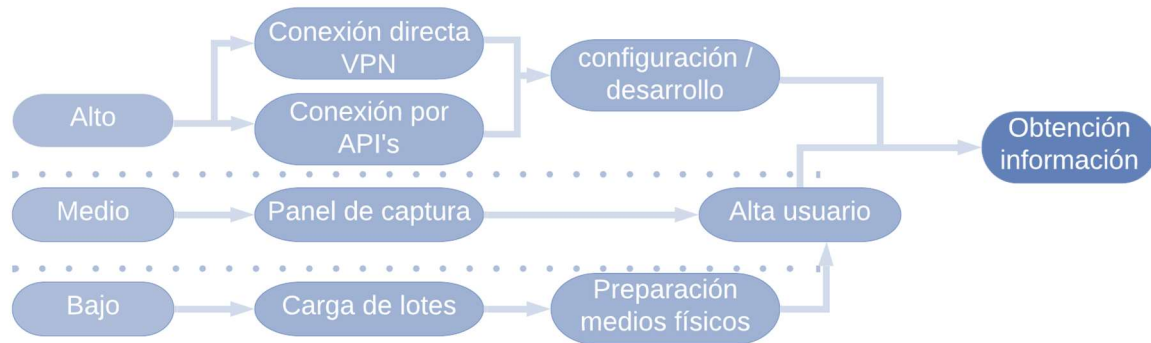 Alto
Conexión directa
VPN
Conexión por
API's
configuración /
desarrollo
Obtención
información
Medio
Panel de captura
Alta usuario
Bajo
Carga de lotes
Preparación
medios físicos